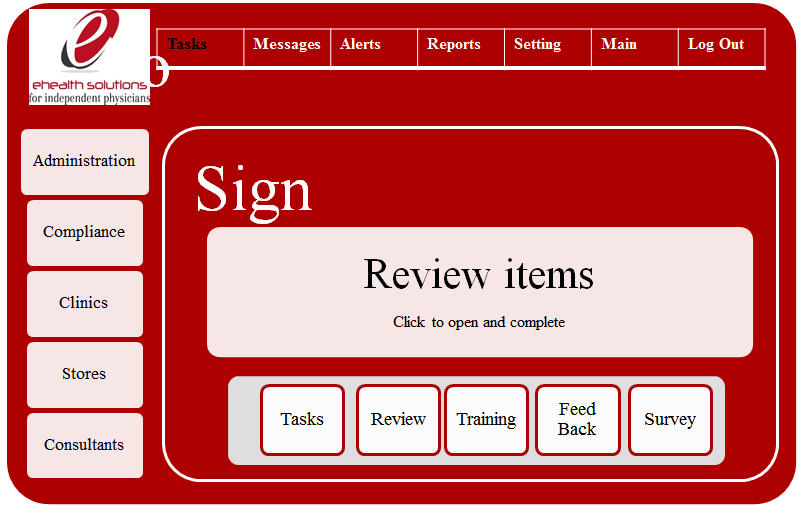 ehealth solutions
for independent physicians
o
Tasks Messages Alerts Reports Setting Main Log Out
Administration
Compliance
Clinics
Stores
Consultants
Sign
Review items
Click to open and complete
Tasks Review Training Feed Back Survey